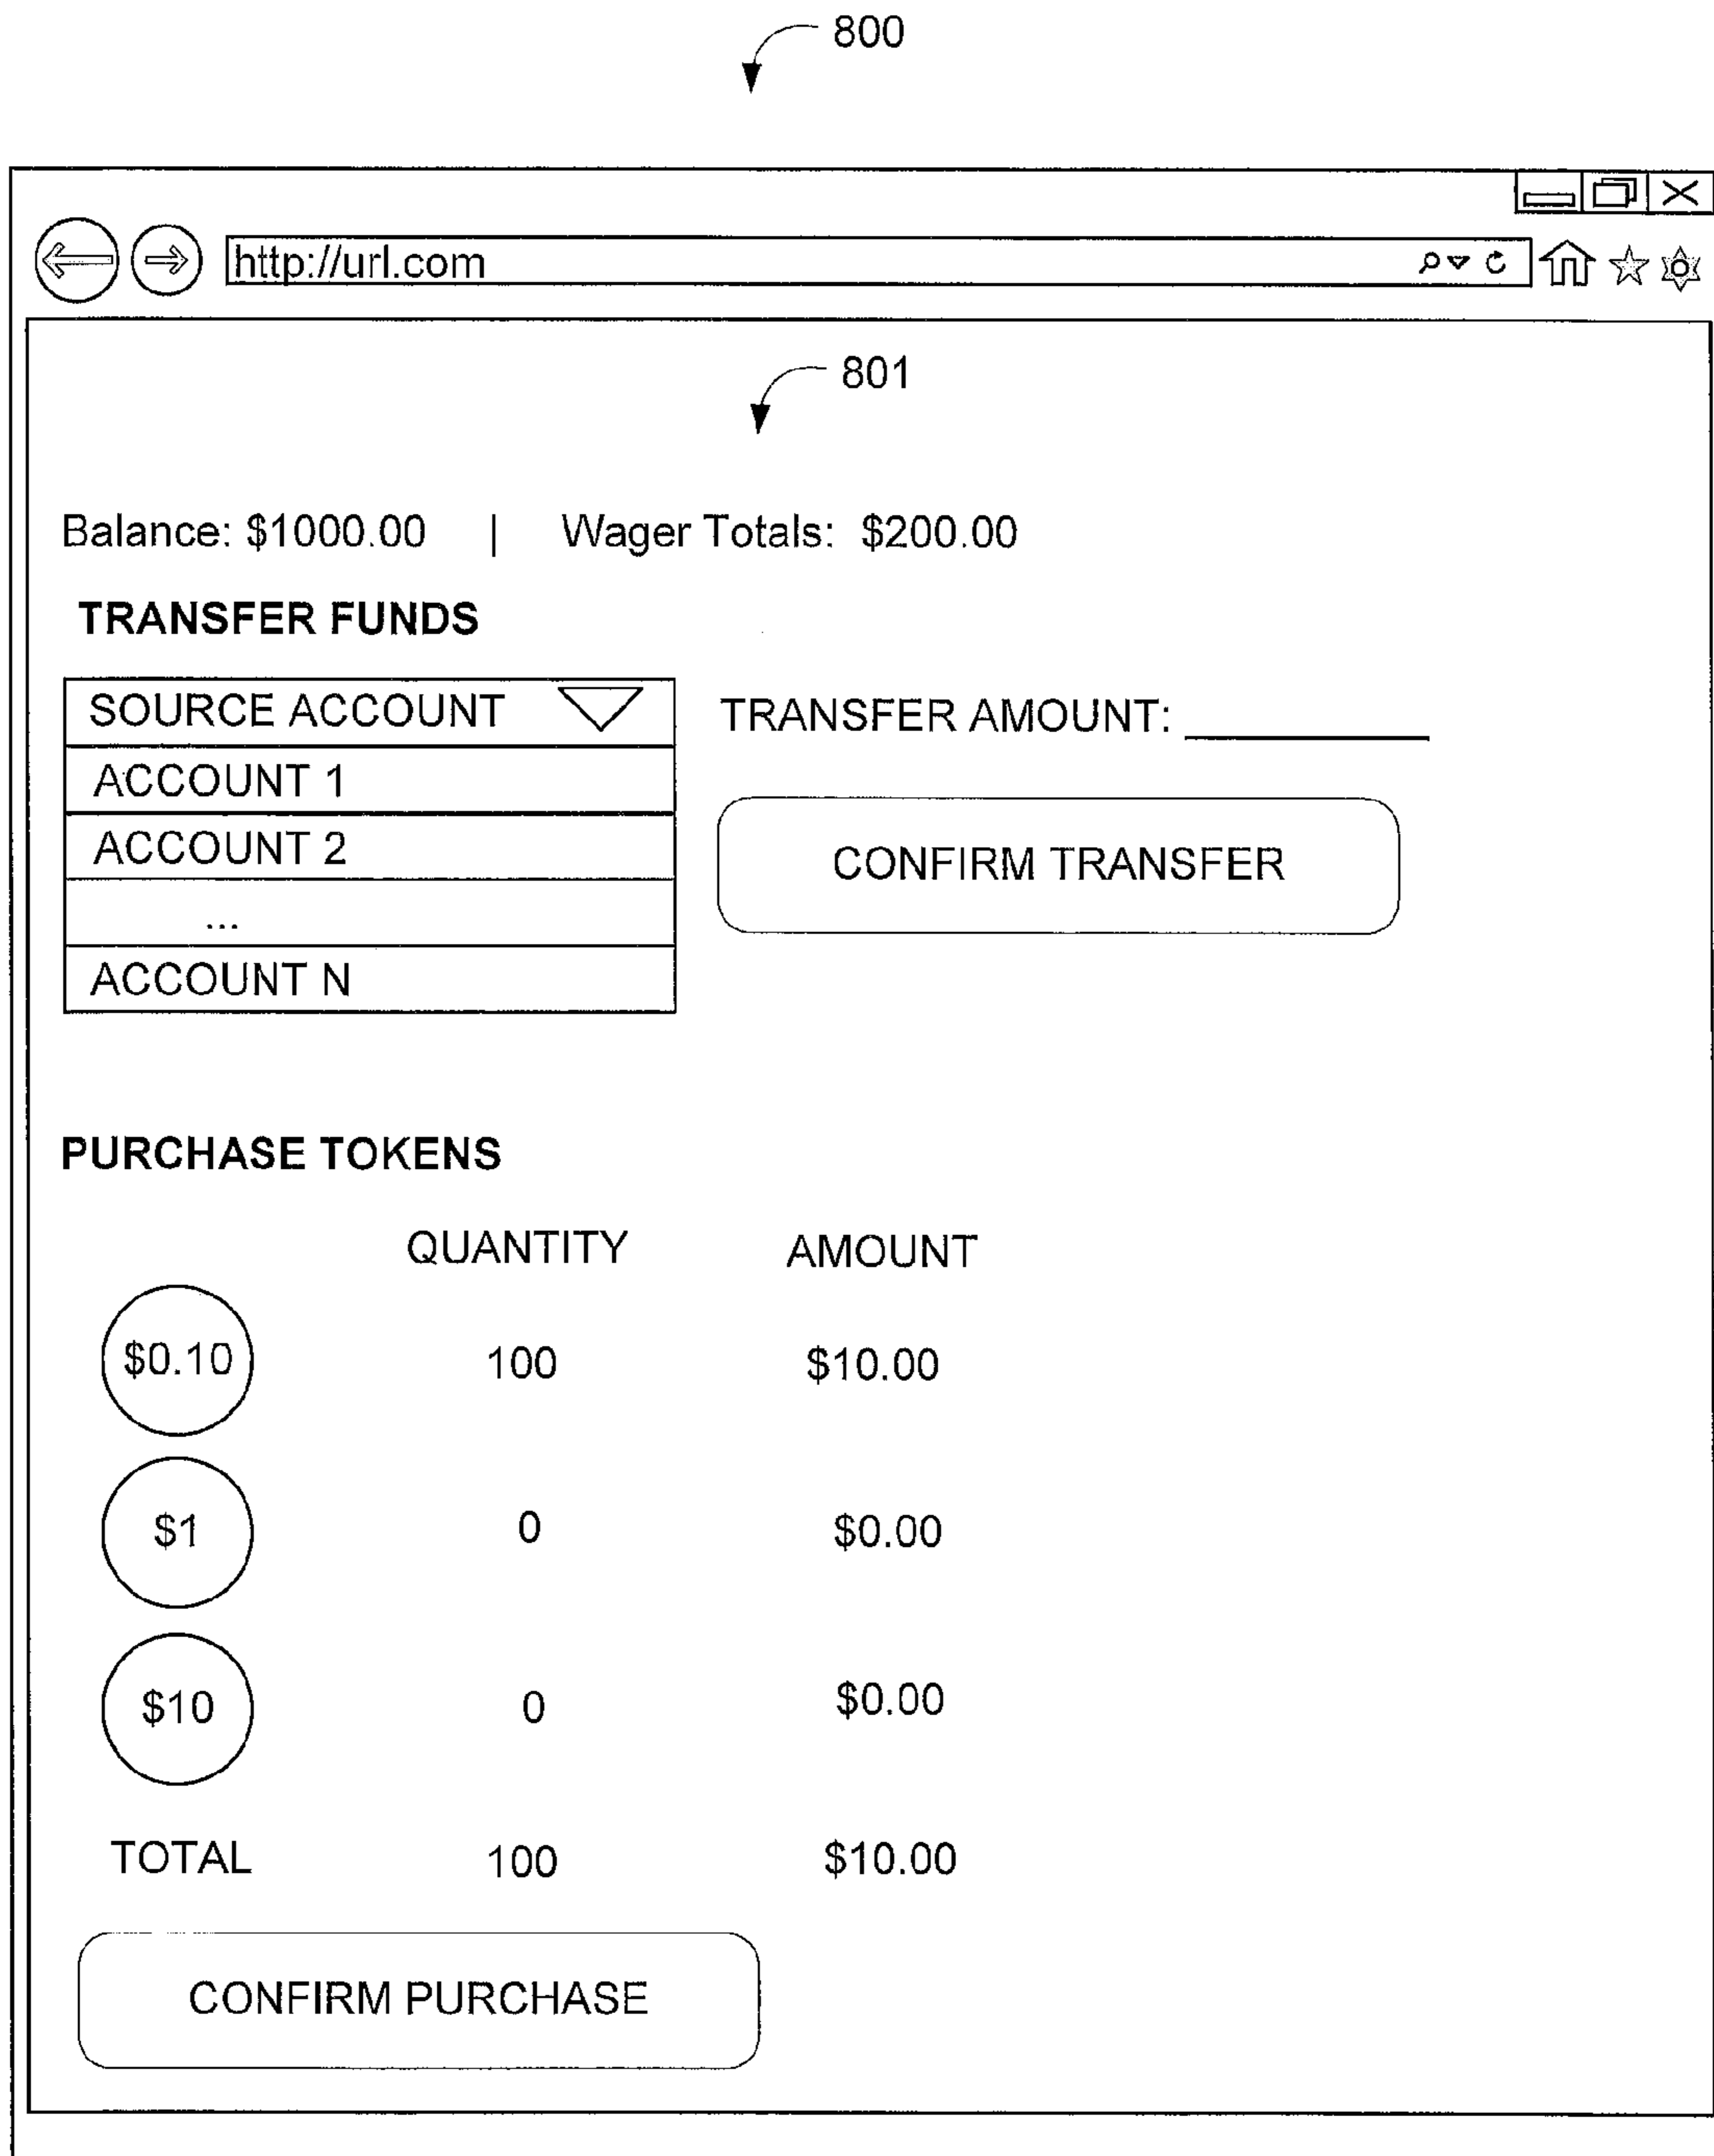 800
http://url.com
801
Balance: $1000.00 | Wager Totals: $200.00
TRANSFER FUNDS
SOURCE ACCOUNT TRANSFER AMOUNT: ________
ACCOUNT 1
ACCOUNT 2 CONFIRM TRANSFER
...
ACCOUNT N
PURCHASE TOKENS
QUANTITY AMOUNT
$0.10 100 $10.00
$1 0 $0.00
$10 0 $0.00
TOTAL 100 $10.00
CONFIRM PURCHASE